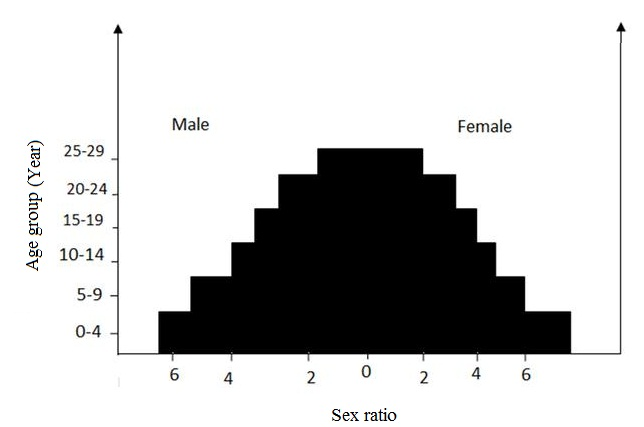 Male
Female
Age group (Year)
25-29
20-24
15-19
10-14
5-9
0-4
6 4 2 0 2 4 6
Sex ratio